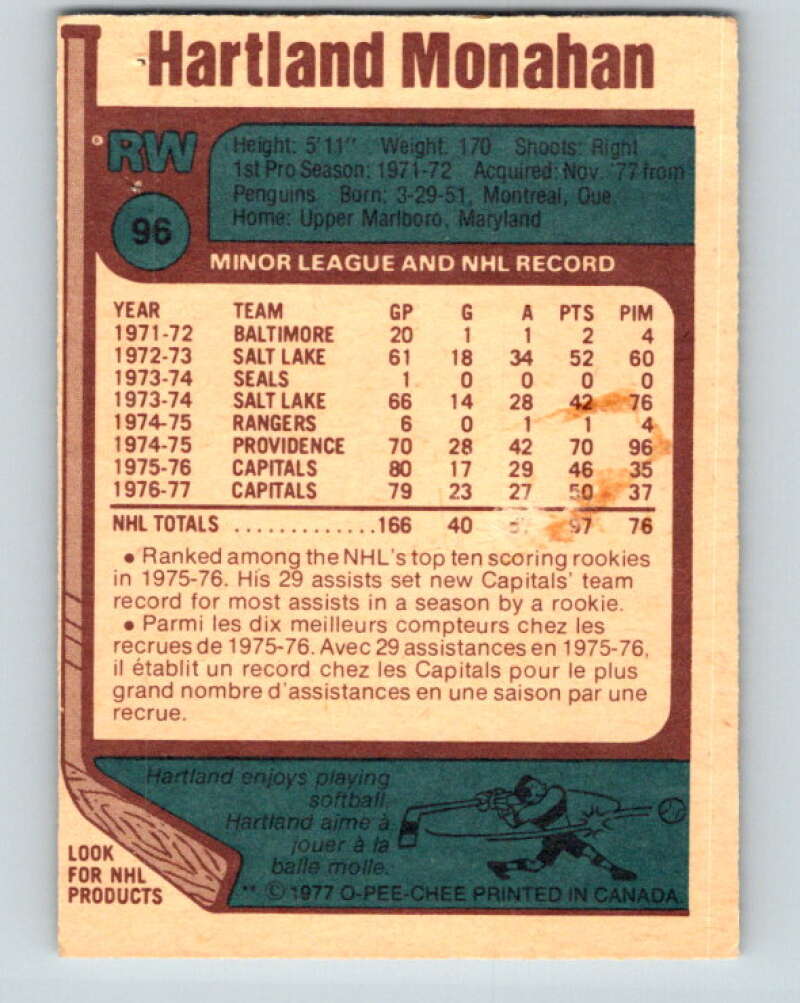 Hartland Monahan
RW
Height: 5'11" Weight: 170 Shoots: Right
1st Pro Season: 1971-72 Acquired: Nov. '77 from
Penguins Born: 3-29-51, Montreal, Que.
Home: Upper Marlboro, Maryland
96
MINOR LEAGUE AND NHL RECORD
YEAR TEAM GP G A PTS PIM
1971-72 BALTIMORE 20 1 1 2 4
1972-73 SALT LAKE 61 18 34 52 60
1973-74 SEALS 1 0 0 0 0
1973-74 SALT LAKE 66 14 28 42 76
1974-75 RANGERS 6 0 1 1 4
1974-75 PROVIDENCE 70 28 42 70 96
1975-76 CAPITALS 80 17 29 46 35
1976-77 CAPITALS 79 23 27 50 37
NHL TOTALS .............166 40 97 76
• Ranked among the NHL's top ten scoring rookies
in 1975-76. His 29 assists set new Capitals' team
record for most assists in a season by a rookie.
• Parmi les dix meilleurs compteurs chez les
recrues de 1975-76. Avec 29 assistances en 1975-76,
il établit un record chez les Capitals pour le plus
grand nombre d'assistances en une saison par une
recrue.
Hartland enjoys playing
softball.
Hartland aime à
jouer à la
balle molle.
LOOK
FOR NHL
PRODUCTS
** © 1977 O-PEE-CHEE PRINTED IN CANADA